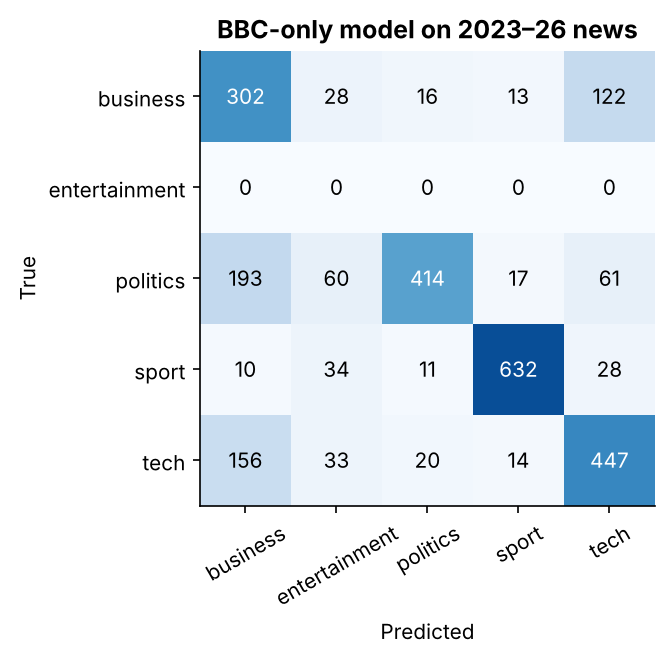 BBC-only model on 2023–26 news
business 302 28 16 13 122
entertainment 0 0 0 0 0
politics 193 60 414 17 61
sport 10 34 11 632 28
tech 156 33 20 14 447
True
business entertainment politics sport tech
Predicted